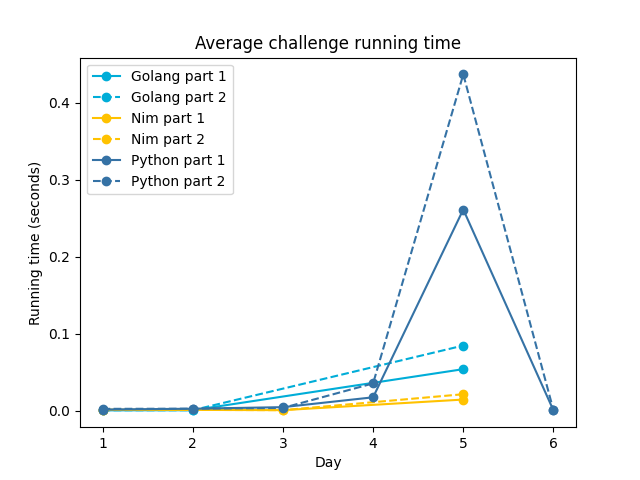 Average challenge running time
Golang part 1
Golang part 2
Nim part 1
Nim part 2
Python part 1
Python part 2
Running time (seconds)
0.4
0.3
0.2
0.1
0.0
1 2 3 4 5 6
Day